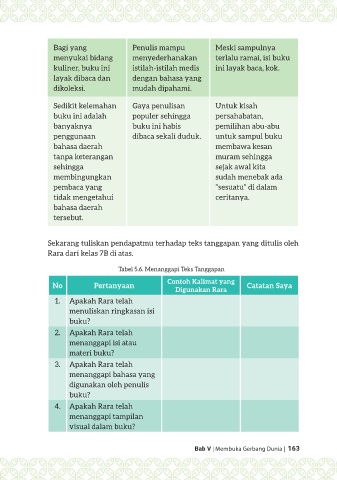 Bagi yang
menyukai bidang
kuliner, buku ini
layak dibaca dan
dikoleksi.
Penulis mampu
menyederhanakan
istilah-istilah medis
dengan bahasa yang
mudah dipahami.
Meski sampulnya
terlalu ramai, isi buku
ini layak baca, kok.
Sedikit kelemahan
buku ini adalah
banyaknya
penggunaan
bahasa daerah
tanpa keterangan
sehingga
membingungkan
pembaca yang
tidak mengetahui
bahasa daerah
tersebut.
Gaya penulisan
populer sehingga
buku ini habis
dibaca sekali duduk.
Untuk kisah
persahabatan,
pemilihan abu-abu
untuk sampul buku
membawa kesan
muram sehingga
sejak awal kita
sudah menebak ada
"sesuatu" di dalam
ceritanya.
Sekarang tuliskan pendapatmu terhadap teks tanggapan yang ditulis oleh
Rara dari kelas 7B di atas.
Tabel 5.6. Menanggapi Teks Tanggapan
No
Pertanyaan
Contoh Kalimat yang
Digunakan Rara
Catatan Saya
1. Apakah Rara telah
menuliskan ringkasan isi
buku?
2. Apakah Rara telah
menanggapi isi atau
materi buku?
3. Apakah Rara telah
menanggapi bahasa yang
digunakan oleh penulis
buku?
4. Apakah Rara telah
menanggapi tampilan
visual dalam buku?
Bab V | Membuka Gerbang Dunia | 163